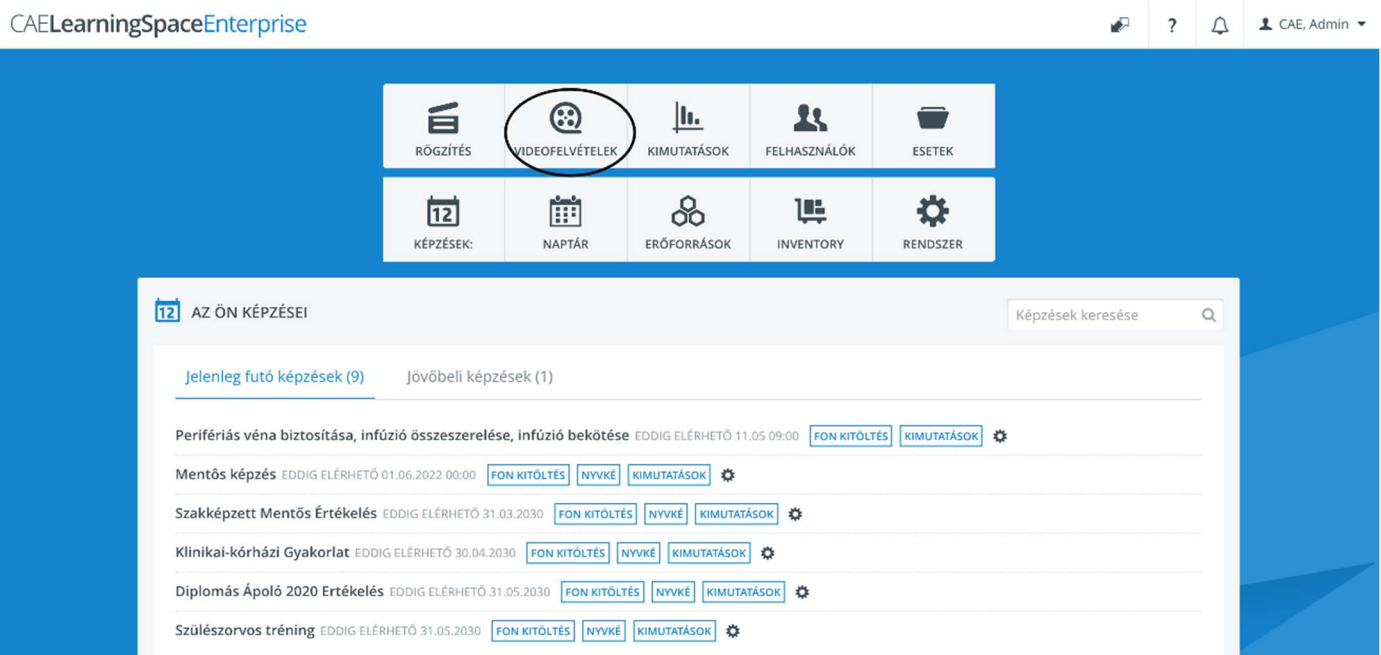 CAELearningSpaceEnterprise
? CAE, Admin
RÖGZÍTÉS VIDEOFELVÉTELEK KIMUTATÁSOK FELHASZNÁLÓK ESETEK
12
KÉPZÉSEK: NAPTÁR ERŐFORRÁSOK INVENTORY RENDSZER
12 AZ ÖN KÉPZÉSEI Képzések keresése
Jelenleg futó képzések (9) Jövőbeli képzések (1)
Perifériás véna biztosítása, infúzió összeszerelése, infúzió bekötése EDDIG ELÉRHETŐ 11.05 09:00 FON KITÖLTÉS KIMUTATÁSOK
Mentôs képzés EDDIG ELÉRHETŐ 01.06.2022 00:00 FON KITÖLTÉS NYVKÉ KIMUTATÁSOK
Szakképzett Mentős Értékelés EDDIG ELÉRHETŐ 31.03.2030 FON KITÖLTÉS NYVKÉ KIMUTATÁSOK
Klinikai-kórházi Gyakorlat EDDIG ELÉRHETŐ 30.04.2030 FON KITÖLTÉS NYVKÉ KIMUTATÁSOK
Diplomás Ápoló 2020 Ertékelés EDDIG ELÉRHETŐ 31.05.2030 FON KITÖLTÉS NYVKÉ KIMUTATÁSOK
Szülészorvos tréning EDDIG ELÉRHETŐ 31.05.2030 FON KITÖLTÉS NYVKÉ KIMUTATÁSOK